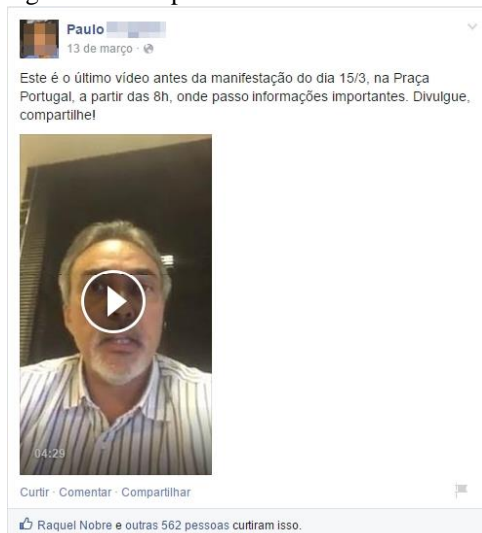 Paulo
13 de março
Este é o último vídeo antes da manifestação do dia 15/3, na Praça
Portugal, a partir das 8h, onde passo informações importantes. Divulgue,
compartilhe!
04:29
Curtir · Comentar · Compartilhar
Raquel Nobre e outras 562 pessoas curtiram isso.